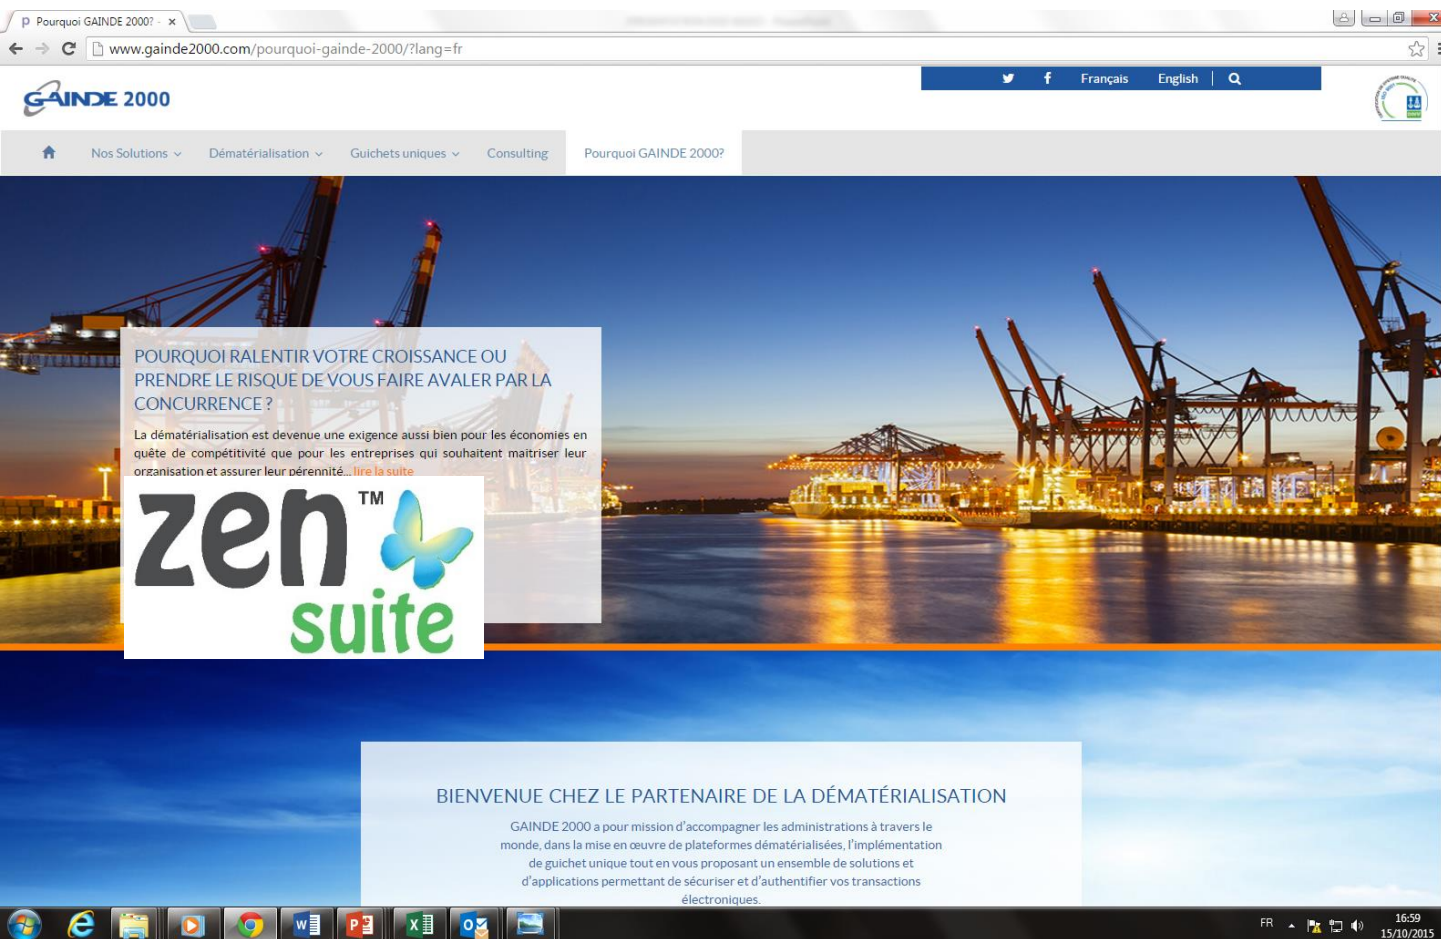 Pourquoi GAINDE 2000? -
www.gainde2000.com/pourquoi-gainde-2000/?lang=fr
Français English
GAINDE 2000
Nos Solutions Dématérialisation Guichets uniques Consulting Pourquoi GAINDE 2000?
POURQUOI RALENTIR VOTRE CROISSANCE OU
PRENDRE LE RISQUE DE VOUS FAIRE AVALER PAR LA
CONCURRENCE ?
La dématérialisation est devenue une exigence aussi bien pour les économies en
quête de compétitivité que pour les entreprises qui souhaitent maitriser leur
organisation et assurer leur pérennité... lire la suite
zen™
suite
BIENVENUE CHEZ LE PARTENAIRE DE LA DÉMATÉRIALISATION
GAINDE 2000 a pour mission d'accompagner les administrations à travers le
monde, dans la mise en œuvre de plateformes dématérialisées, l'implémentation
de guichet unique tout en vous proposant un ensemble de solutions et
d'applications permettant de sécuriser et d'authentifier vos transactions
électroniques.
FR
16:59
15/10/2015